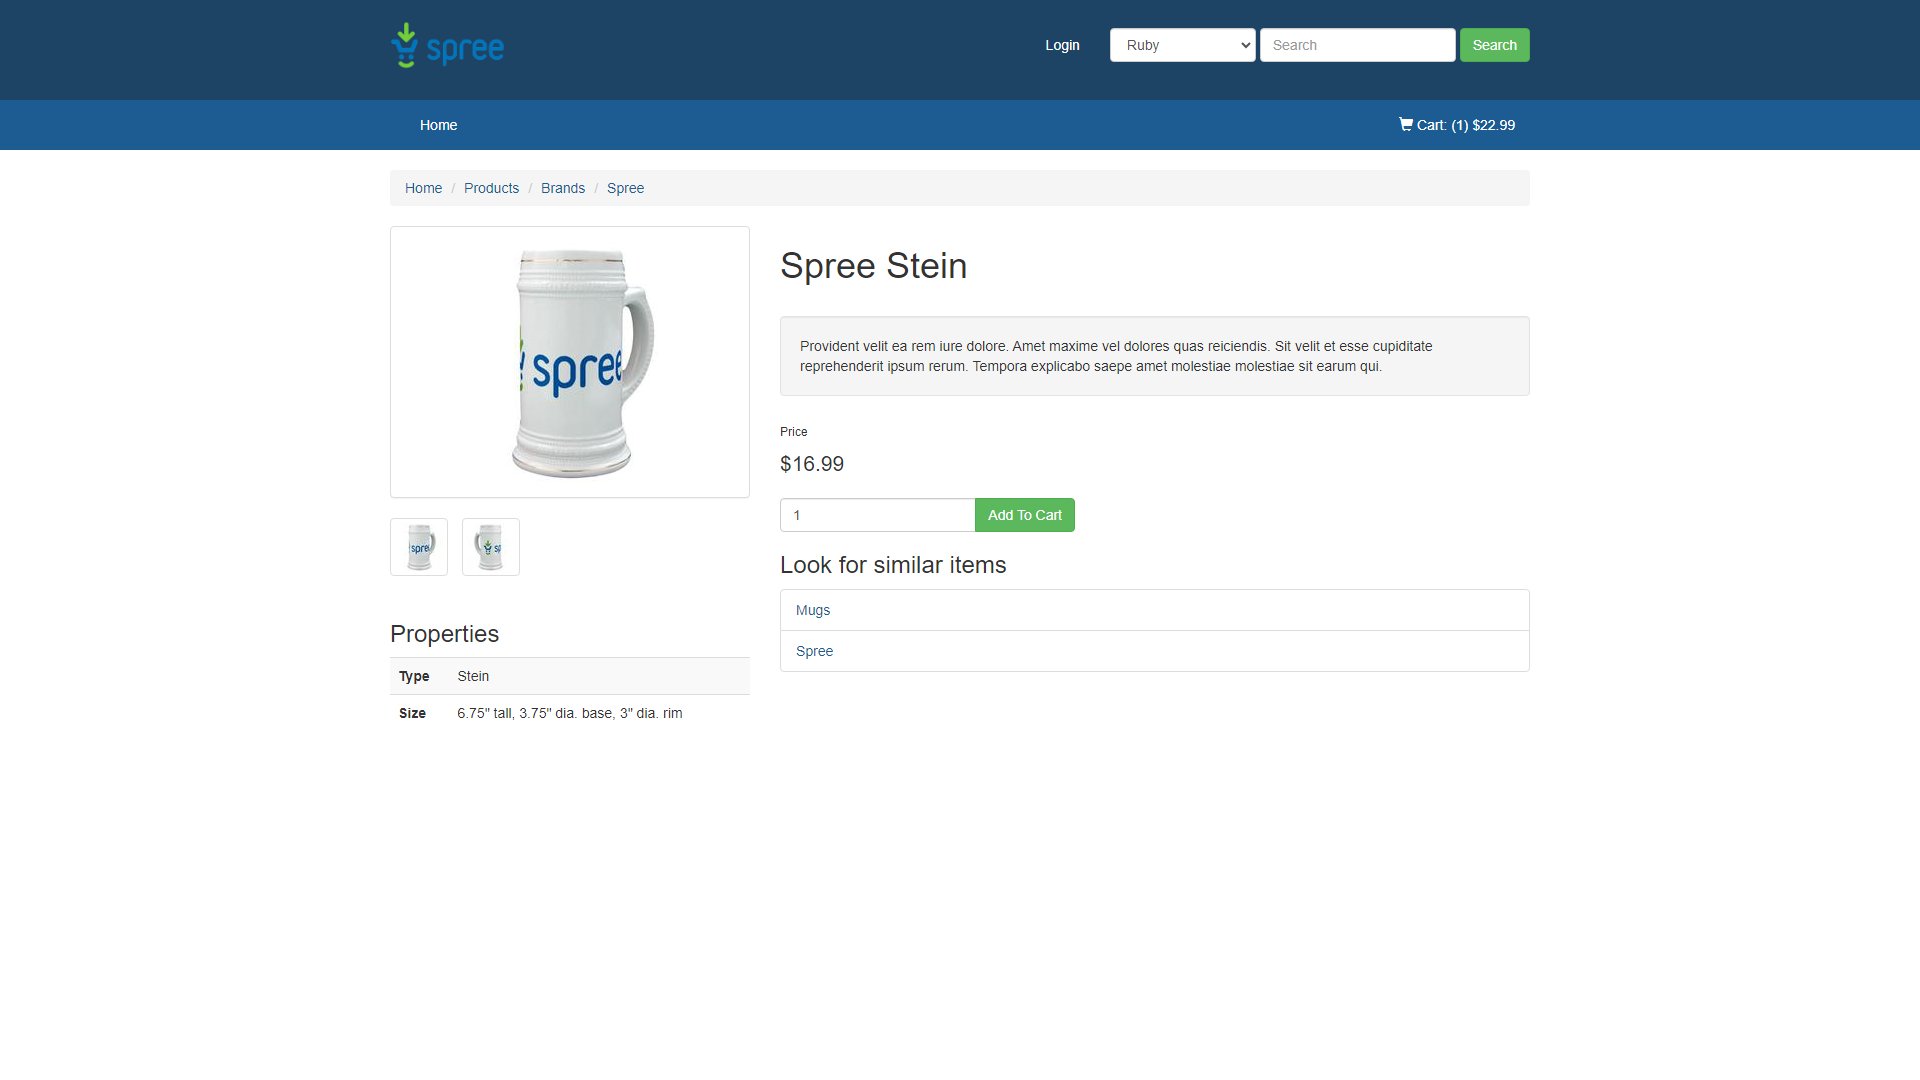 spree
Login
Ruby
Search
Search
Home
Cart: (1) $22.99
Home / Products / Brands / Spree
spree
Spree Stein
Provident velit ea rem iure dolore. Amet maxime vel dolores quas reiciendis. Sit velit et esse cupiditate
reprehenderit ipsum rerum. Tempora explicabo saepe amet molestiae molestiae sit earum qui.
Price
$16.99
1
Add To Cart
Look for similar items
Mugs
Spree
spree
sp
Properties
Type Stein
Size 6.75" tall, 3.75" dia. base, 3" dia. rim